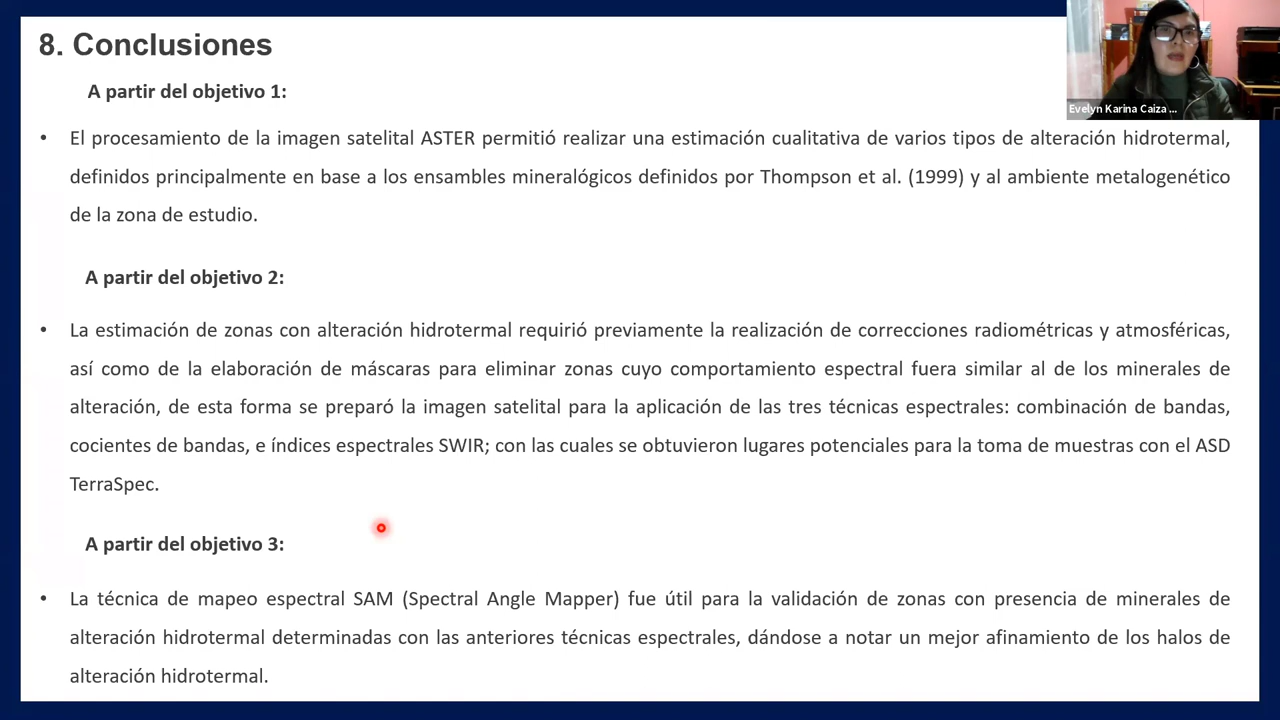 8. Conclusiones
Evelyn Karina Caiza ...
A partir del objetivo 1:
• El procesamiento de la imagen satelital ASTER permitió realizar una estimación cualitativa de varios tipos de alteración hidrotermal,
definidos principalmente en base a los ensambles mineralógicos definidos por Thompson et al. (1999) y al ambiente metalogenético
de la zona de estudio.
A partir del objetivo 2:
• La estimación de zonas con alteración hidrotermal requirió previamente la realización de correcciones radiométricas y atmosféricas,
así como de la elaboración de máscaras para eliminar zonas cuyo comportamiento espectral fuera similar al de los minerales de
alteración, de esta forma se preparó la imagen satelital para la aplicación de las tres técnicas espectrales: combinación de bandas,
cocientes de bandas, e índices espectrales SWIR; con las cuales se obtuvieron lugares potenciales para la toma de muestras con el ASD
TerraSpec.
A partir del objetivo 3:
• La técnica de mapeo espectral SAM (Spectral Angle Mapper) fue útil para la validación de zonas con presencia de minerales de
alteración hidrotermal determinadas con las anteriores técnicas espectrales, dándose a notar un mejor afinamiento de los halos de
alteración hidrotermal.